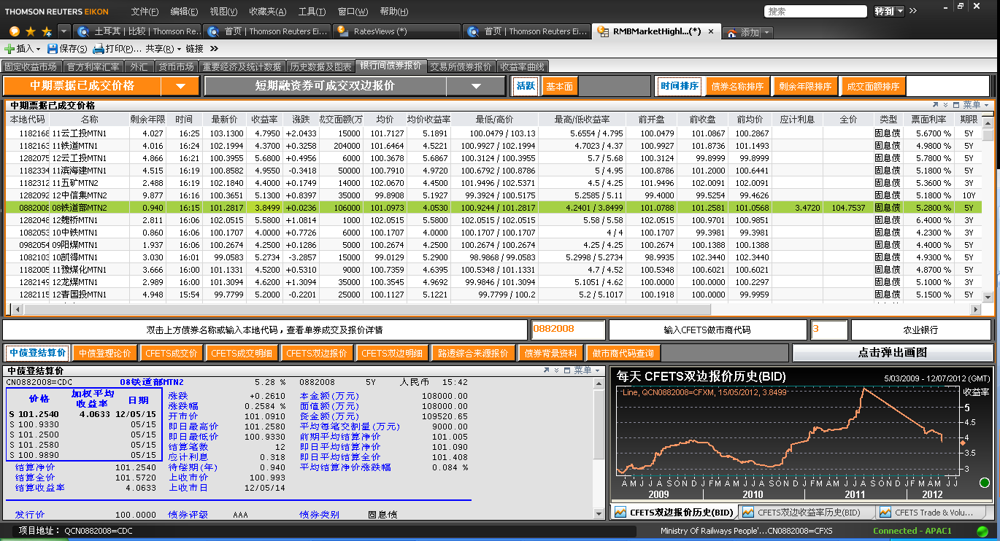 THOMSON REUTERS EIKON 文件(F) 编辑(E) 视图(V) 收藏夹(A) 工具(T) 窗口(W) 帮助(H) 搜索 转到
土耳其 | 比较 | Thomson Re... 首页 | Thomson Reuters Ei... RatesViews (*) 首页 | Thomson Reuters Ei... RMBMarketHighl...(*) 添加
插入 保存(S) 打印(P)... 共享(R) 链接
固定收益市场 官方利率汇率 外汇 货币市场 重要经济及统计数据 历史数据及图表 银行间债券报价 交易所债券报价 收益率曲线
中期票据已成交价格 短期融资券可成交双边报价 活跃 基本面 时间排序 债券名称排序 剩余年限排序 成交面额排序
中期票据已成交价格 菜单
本地代码 名称 剩余年限 时间 最新价 收益率 涨跌 成交面额(万 均价 均价收益率 最低/高价 最高/低收益率 前开盘 前收盘 前均价 应计利息 全价 类型 票面利率 期限
1182168 11云工投MTN1 4.027 16:25 103.1300 4.7950 +2.0433 15000 101.7127 5.1891 100.0479 / 103.13 5.6554 / 4.795 100.0479 101.0867 100.2867 固息债 5.6700 % 5Y
1182163 11铁道MTN1 4.016 16:24 102.1994 4.3700 +0.3258 204000 101.6464 4.5221 100.9927 / 102.1994 4.7023 / 4.37 100.9927 101.8736 101.1493 固息债 4.9800 % 5Y
1282075 12云工投MTN1 4.866 16:21 100.3955 5.6800 +0.4956 6000 100.3678 5.6867 100.3124 / 100.3955 5.7 / 5.68 100.3124 99.8999 99.8999 固息债 5.7800 % 5Y
1182334 11滨海建MTN1 4.515 16:19 100.8582 4.9550 -0.3418 50000 100.7910 4.9720 100.6792 / 100.8786 5 / 4.95 100.8786 101.2000 100.6441 固息债 5.1800 % 5Y
1182312 11五矿MTN2 2.488 16:19 102.1840 4.4000 +0.1749 14000 102.0670 4.4500 101.9496 / 102.5371 4.5 / 4.25 101.9496 102.0091 102.0091 固息债 5.3600 % 3Y
1282092 12中信集MTN2 9.877 16:16 100.3651 5.1300 +0.8397 35000 99.8908 5.1927 99.3924 / 100.5175 5.2585 / 5.11 99.4000 99.5254 99.4626 固息债 5.1800 % 10Y
0882008 08铁道部MTN2 0.940 16:15 101.2817 3.8499 +0.0236 106000 101.0973 4.0530 100.9244 / 101.2817 4.2401 / 3.8499 101.0788 101.2581 101.0568 3.4720 104.7537 固息债 5.2800 % 5Y
1282048 12魏桥MTN1 2.811 16:06 102.0515 5.5800 +1.0814 1000 102.0515 5.5800 102.0515 / 102.0515 5.58 / 5.58 102.0515 100.9701 100.9851 固息债 6.4000 % 3Y
1082053 10中铁MTN1 0.860 16:06 100.1707 4.0000 +0.7726 6000 100.1707 4.0000 100.1707 / 100.1707 4 / 4 100.1707 99.3981 99.3981 固息债 4.2300 % 3Y
0982054 09阳煤MTN1 1.937 16:06 100.2674 4.2500 +0.1286 5000 100.2674 4.2500 100.2674 / 100.2674 4.25 / 4.25 100.2674 100.1388 100.1388 固息债 4.4000 % 5Y
1082103 10凯得MTN1 3.030 16:01 99.0583 5.2734 -3.2857 15000 99.0129 5.2900 98.9868 / 99.0583 5.2998 / 5.2734 98.9935 102.3440 102.3440 固息债 4.9300 % 5Y
1182005 11豫煤化MTN1 3.666 16:00 101.1331 4.5200 +0.5310 9000 100.7359 4.6395 100.5348 / 101.1331 4.7 / 4.52 100.5348 100.6021 100.6021 固息债 4.8700 % 5Y
1282149 12龙煤MTN1 2.989 16:00 101.3094 4.6200 +1.3094 35000 100.3545 4.9692 99.9846 / 101.3094 5.1051 / 4.62 100.0000 100.0000 100.2297 固息债 5.1000 % 3Y
1282115 12青国投MTN1 4.948 15:54 99.7799 5.2000 -0.2201 25000 100.1127 5.1221 99.7799 / 100.2 5.2 / 5.1017 100.1918 100.0000 99.9959 固息债 5.1500 % 5Y
双击上方债券名称或输入本地代码，查看单券成交及报价详情 0882008 输入CFETS做市商代码 3 农业银行
中债登结算价 中债登理论价 CFETS成交价 CFETS成交明细 CFETS双边报价 CFETS双边明细 路透综合来源报价 债券背景资料 做市商代码查询 点击弹出画图
中债登结算价 菜单
CN0882008=CDC 08铁道部MTN2 5.28 % 0882008 5Y 人民币 15:42
价格 加权平均收益率 日期
S 101.2540 4.0633 12/05/15
S 100.9330 05/15
S 101.2500 05/15
S 101.2580 05/15
S 100.9890 05/15
结算净价 101.2540
结算全价 101.5720
结算收益率 4.0633
涨跌 +0.2610
涨跌幅 0.2584 %
开市价 101.0910
即日最高价 101.2580
即日最低价 100.9330
结算笔数 12
应计利息 0.318
待偿期(年) 0.940
上收市价 100.993
上收市日 12/05/14
本金额(万元) 108000.00
面值额(万元) 108000.00
资金额(万元) 109520.65
平均每笔交割量(万元) 9000.00
前期平均结算净价 101.005
即日平均结算净价 101.090
即日平均结算全价 101.408
平均结算净价涨跌幅 0.084 %
发行价 100.0000 债券评级 AAA 债券类别 固息债
每天 CFETS双边报价历史(BID) 5/03/2009 - 12/07/2012 (GMT)
Line, QCN0882008=CFXM, 15/05/2012, 3.8499
收益率
5
4.5
4
3.5
3
A M J J A S O N D J F M A M J J A S O N D J F M A M J J A S O N D J F M A M J J
2009 2010 2011 2012
CFETS双边报价历史(BID) CFETS双边收益率历史(BID) CFETS Trade & Volu...
项目地址： QCN0882008=CDC Ministry Of Railways People'...CN0882008=CFXS Connected - APAC1